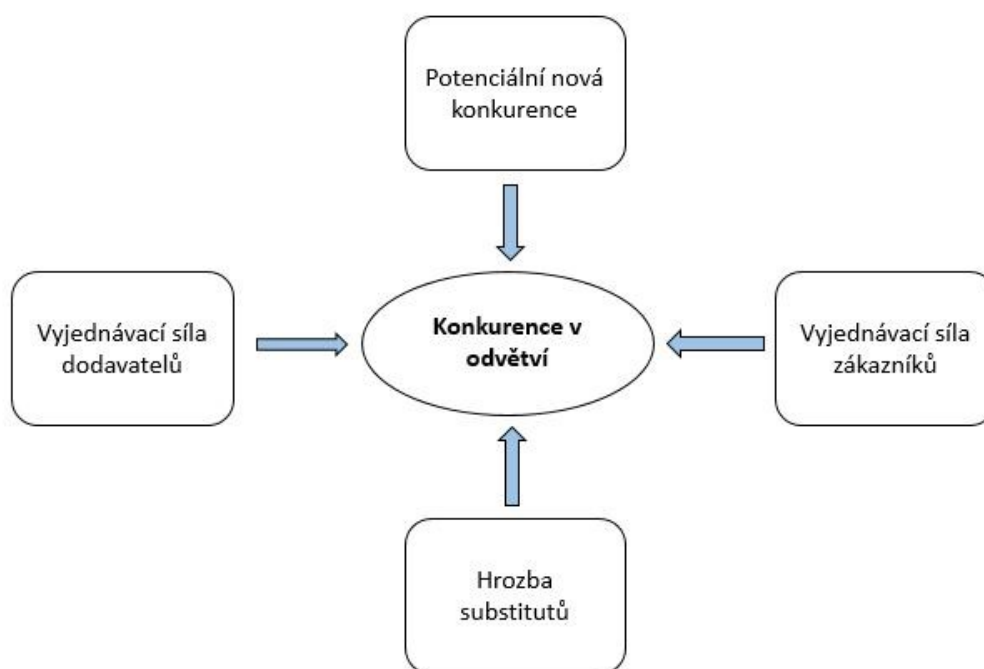 Potenciální nová
konkurence
Vyjednávací síla
dodavatelů
Konkurence v
odvětví
Vyjednávací síla
zákazníků
Hrozba
substitutů